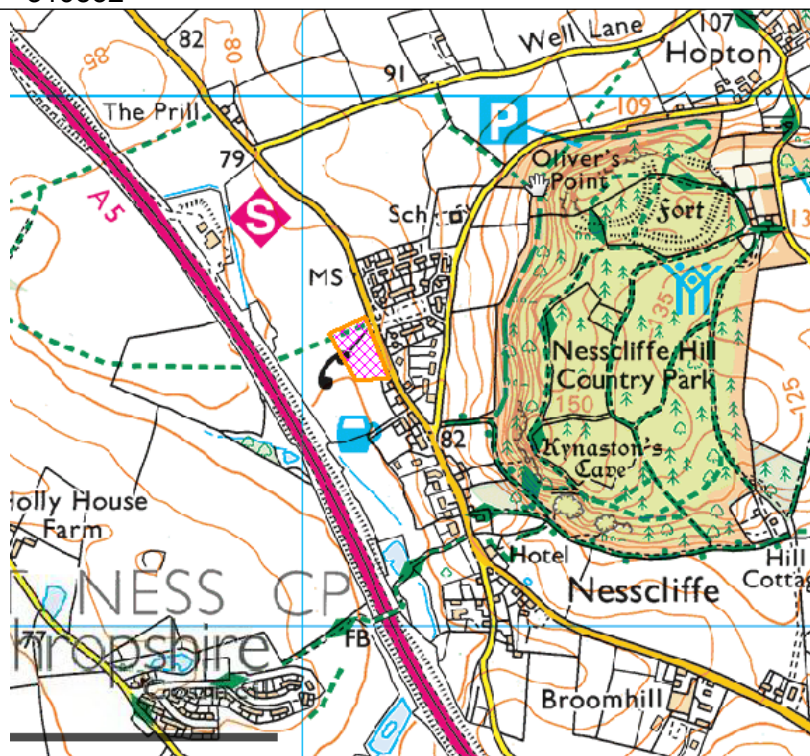 107
82
80
Well Lane
Hopton
85
91
The Prill
109
P
79
Oliver's
Point
A5
S
Sch
Fort
MS
135
Nesscliffe Hill
Country Park
150
125
82
Kynaston's
Cave
olly House
Farm
Hotel
Hill
Cotta
NESS CP
Nesscliffe
77
FB
hropshire
Broomhill